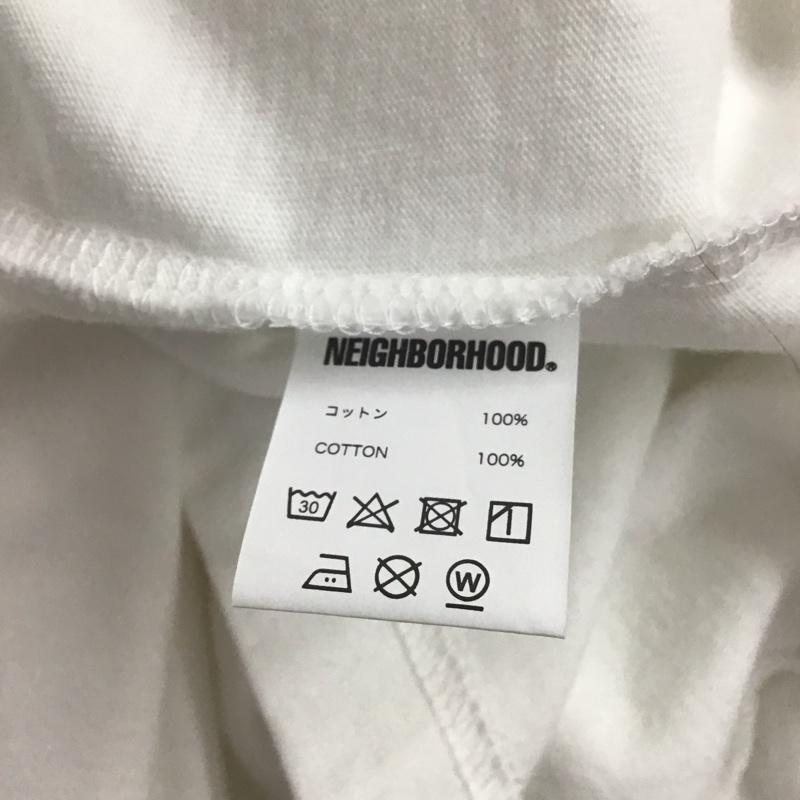 NEIGHBORHOOD®
コットン 100%
COTTON 100%
30
W